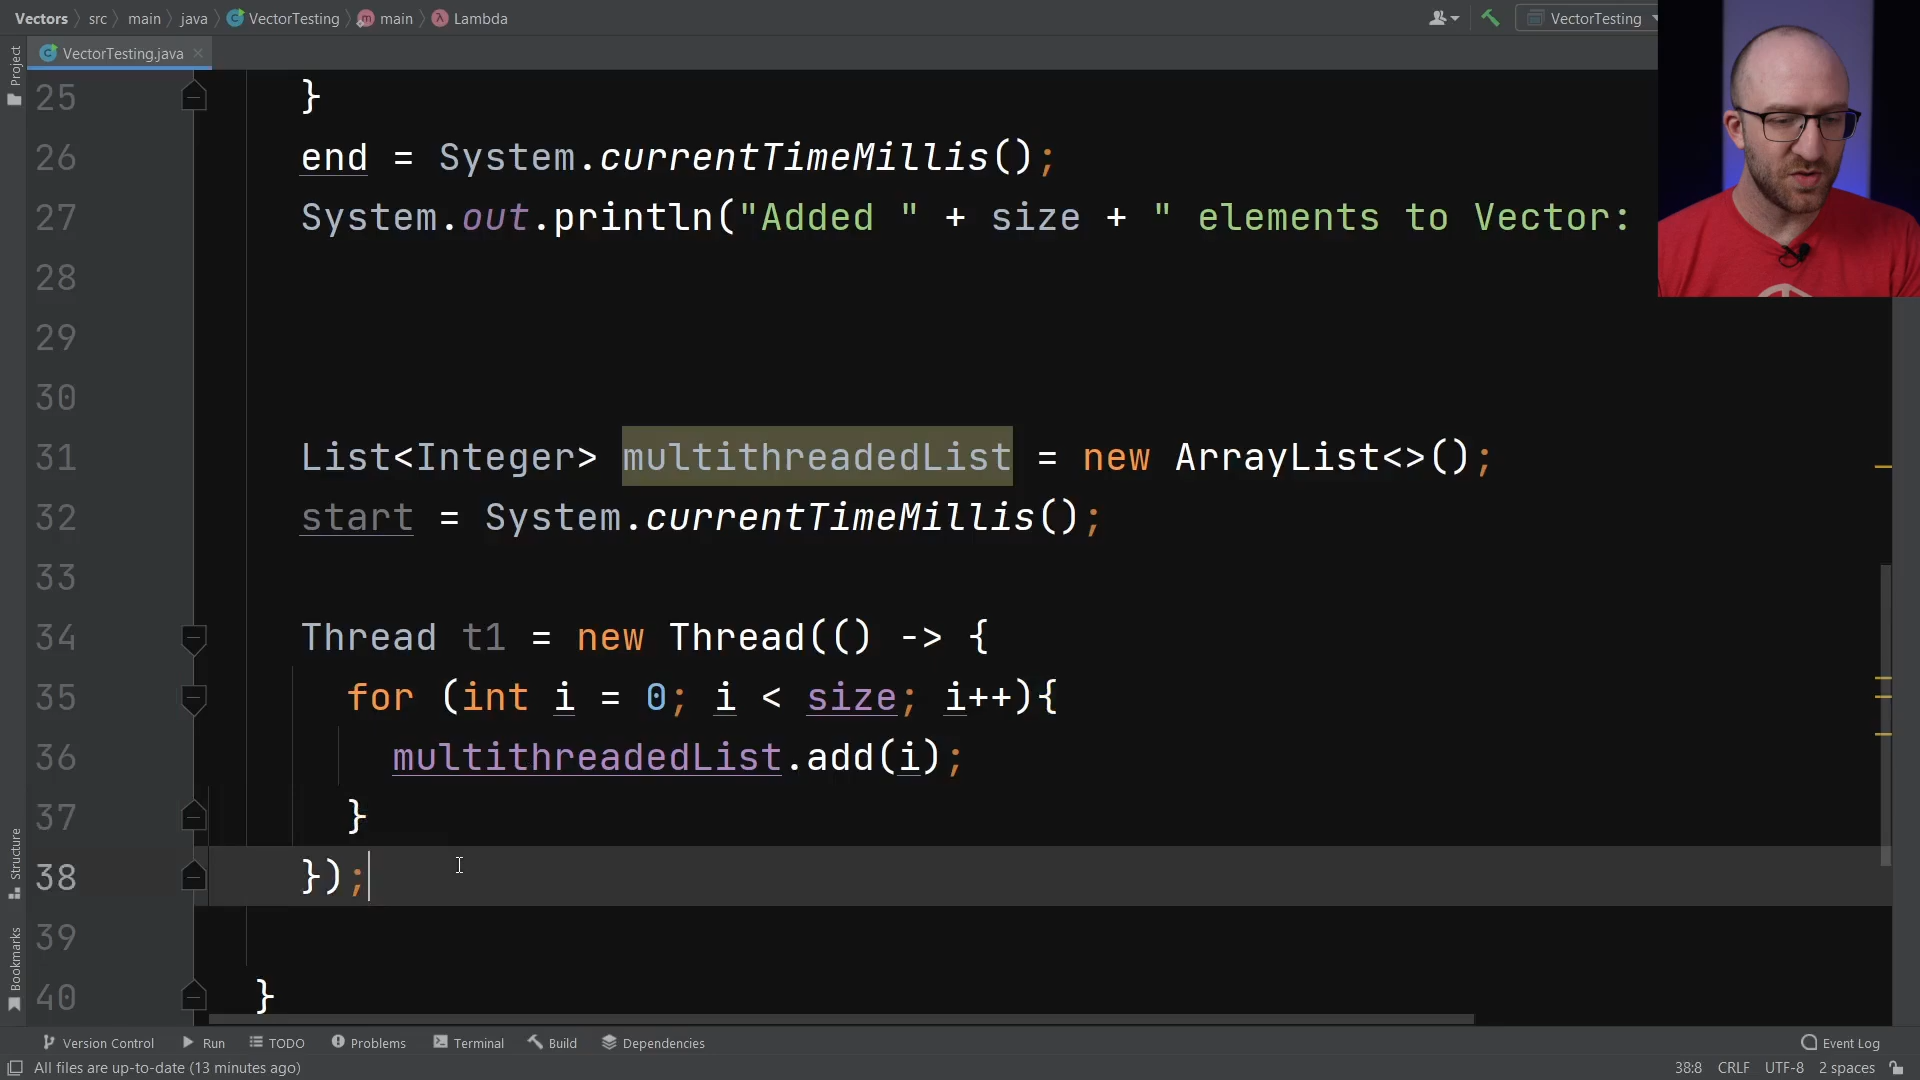 Vectors src main java VectorTesting main Lambda
VectorTesting
VectorTesting.java
Project
25 }
26 end = System.currentTimeMillis();
27 System.out.println("Added " + size + " elements to Vector:
28
29
30
31 List<Integer> multithreadedList = new ArrayList<>();
32 start = System.currentTimeMillis();
33
34 Thread t1 = new Thread(() -> {
35 for (int i = 0; i < size; i++){
36 multithreadedList.add(i);
37 }
38 });
39
40 }
Structure
Bookmarks
Version Control Run TODO Problems Terminal Build Dependencies Event Log
All files are up-to-date (13 minutes ago) 38:8 CRLF UTF-8 2 spaces